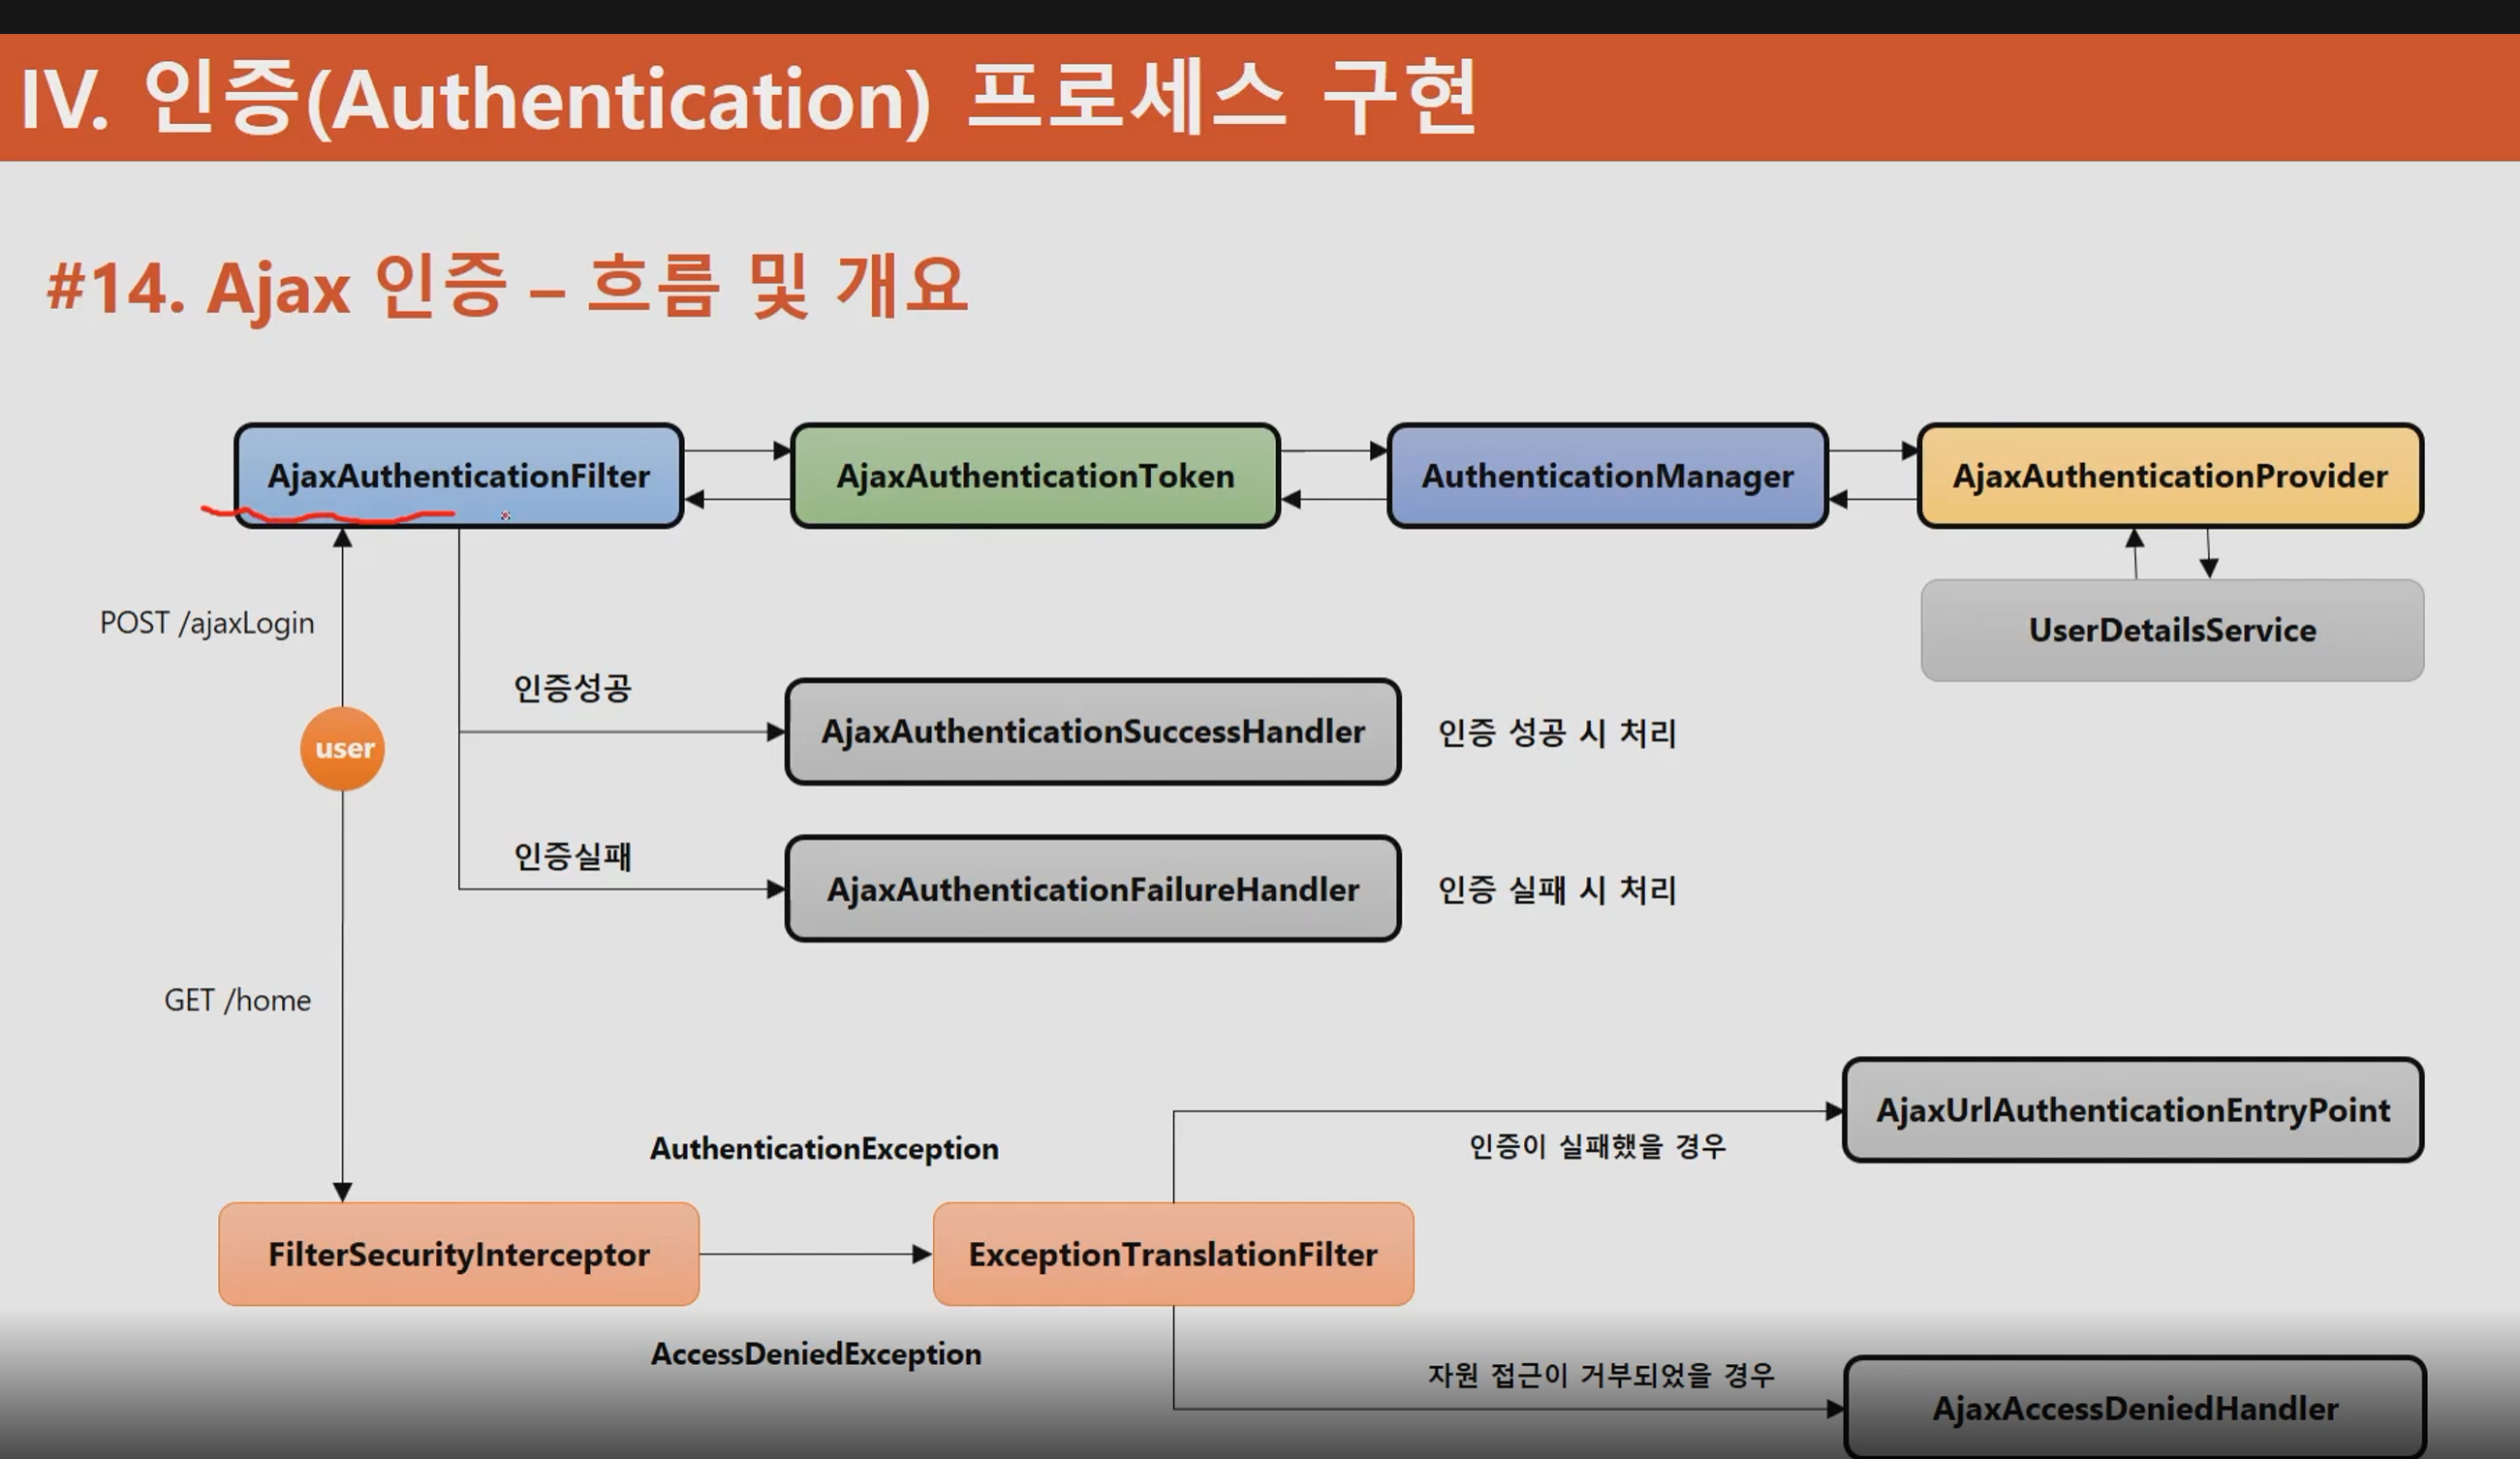 IV. 인증(Authentication) 프로세스 구현
#14. Ajax 인증 – 흐름 및 개요
AjaxAuthenticationFilter
AjaxAuthenticationToken
AuthenticationManager
AjaxAuthenticationProvider
POST /ajaxLogin
UserDetailsService
인증성공
AjaxAuthenticationSuccessHandler
인증 성공 시 처리
user
인증실패
AjaxAuthenticationFailureHandler
인증 실패 시 처리
GET /home
AjaxUrlAuthenticationEntryPoint
AuthenticationException
인증이 실패했을 경우
FilterSecurityInterceptor
ExceptionTranslationFilter
AccessDeniedException
자원 접근이 거부되었을 경우
AjaxAccessDeniedHandler